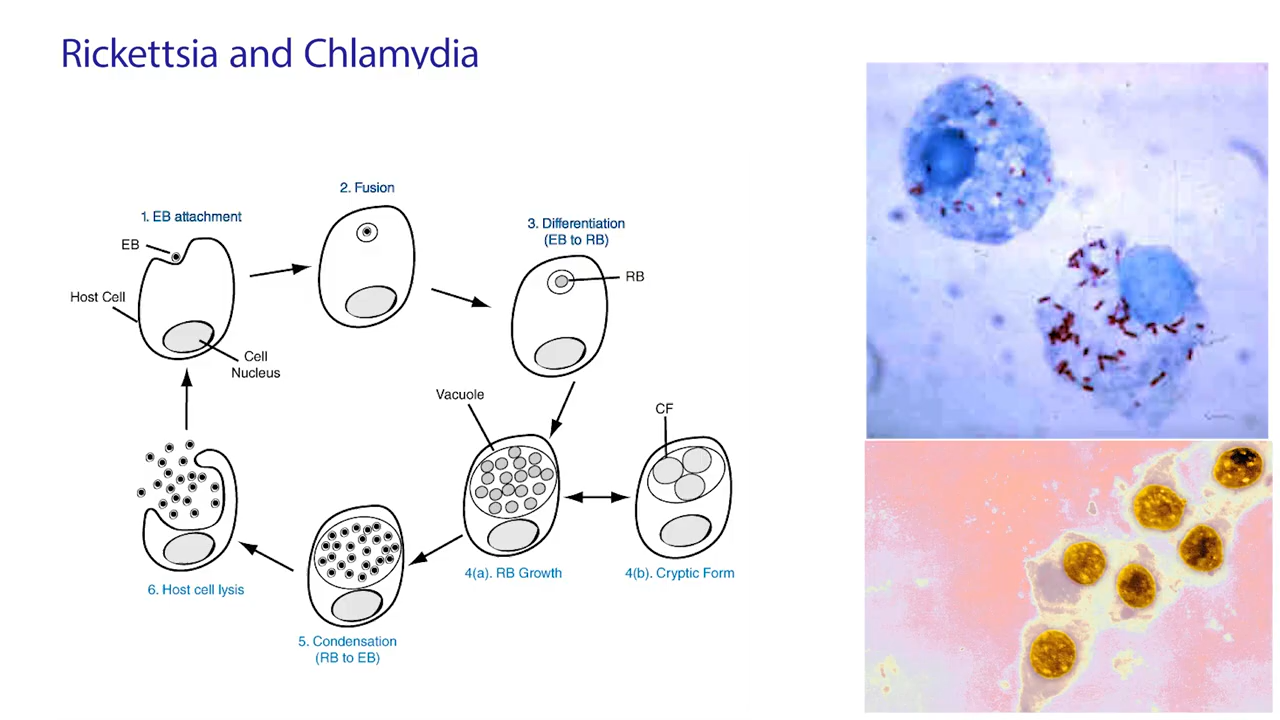 Rickettsia and Chlamydia
1. EB attachment
EB
Host Cell
Cell
Nucleus
2. Fusion
3. Differentiation
(EB to RB)
RB
Vacuole
CF
4(a). RB Growth
4(b). Cryptic Form
5. Condensation
(RB to EB)
6. Host cell lysis